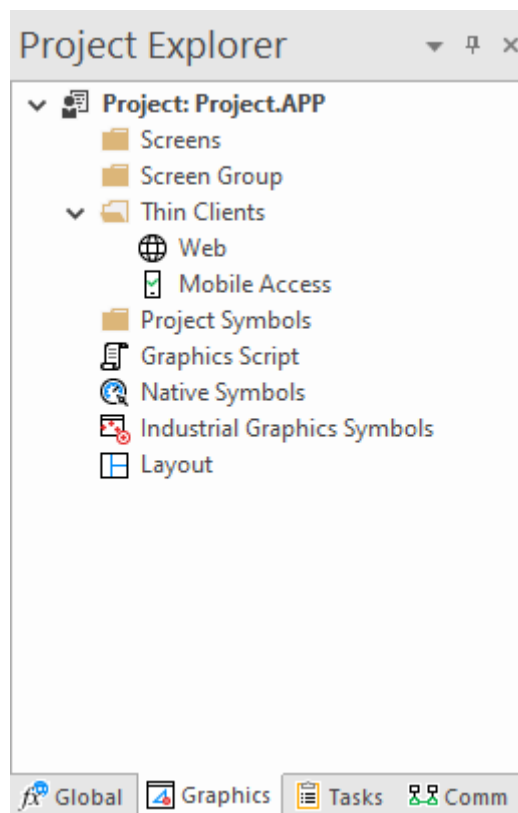 Project Explorer
Project: Project.APP
Screens
Screen Group
Thin Clients
Web
Mobile Access
Project Symbols
Graphics Script
Native Symbols
Industrial Graphics Symbols
Layout
fx Global Graphics Tasks Comm